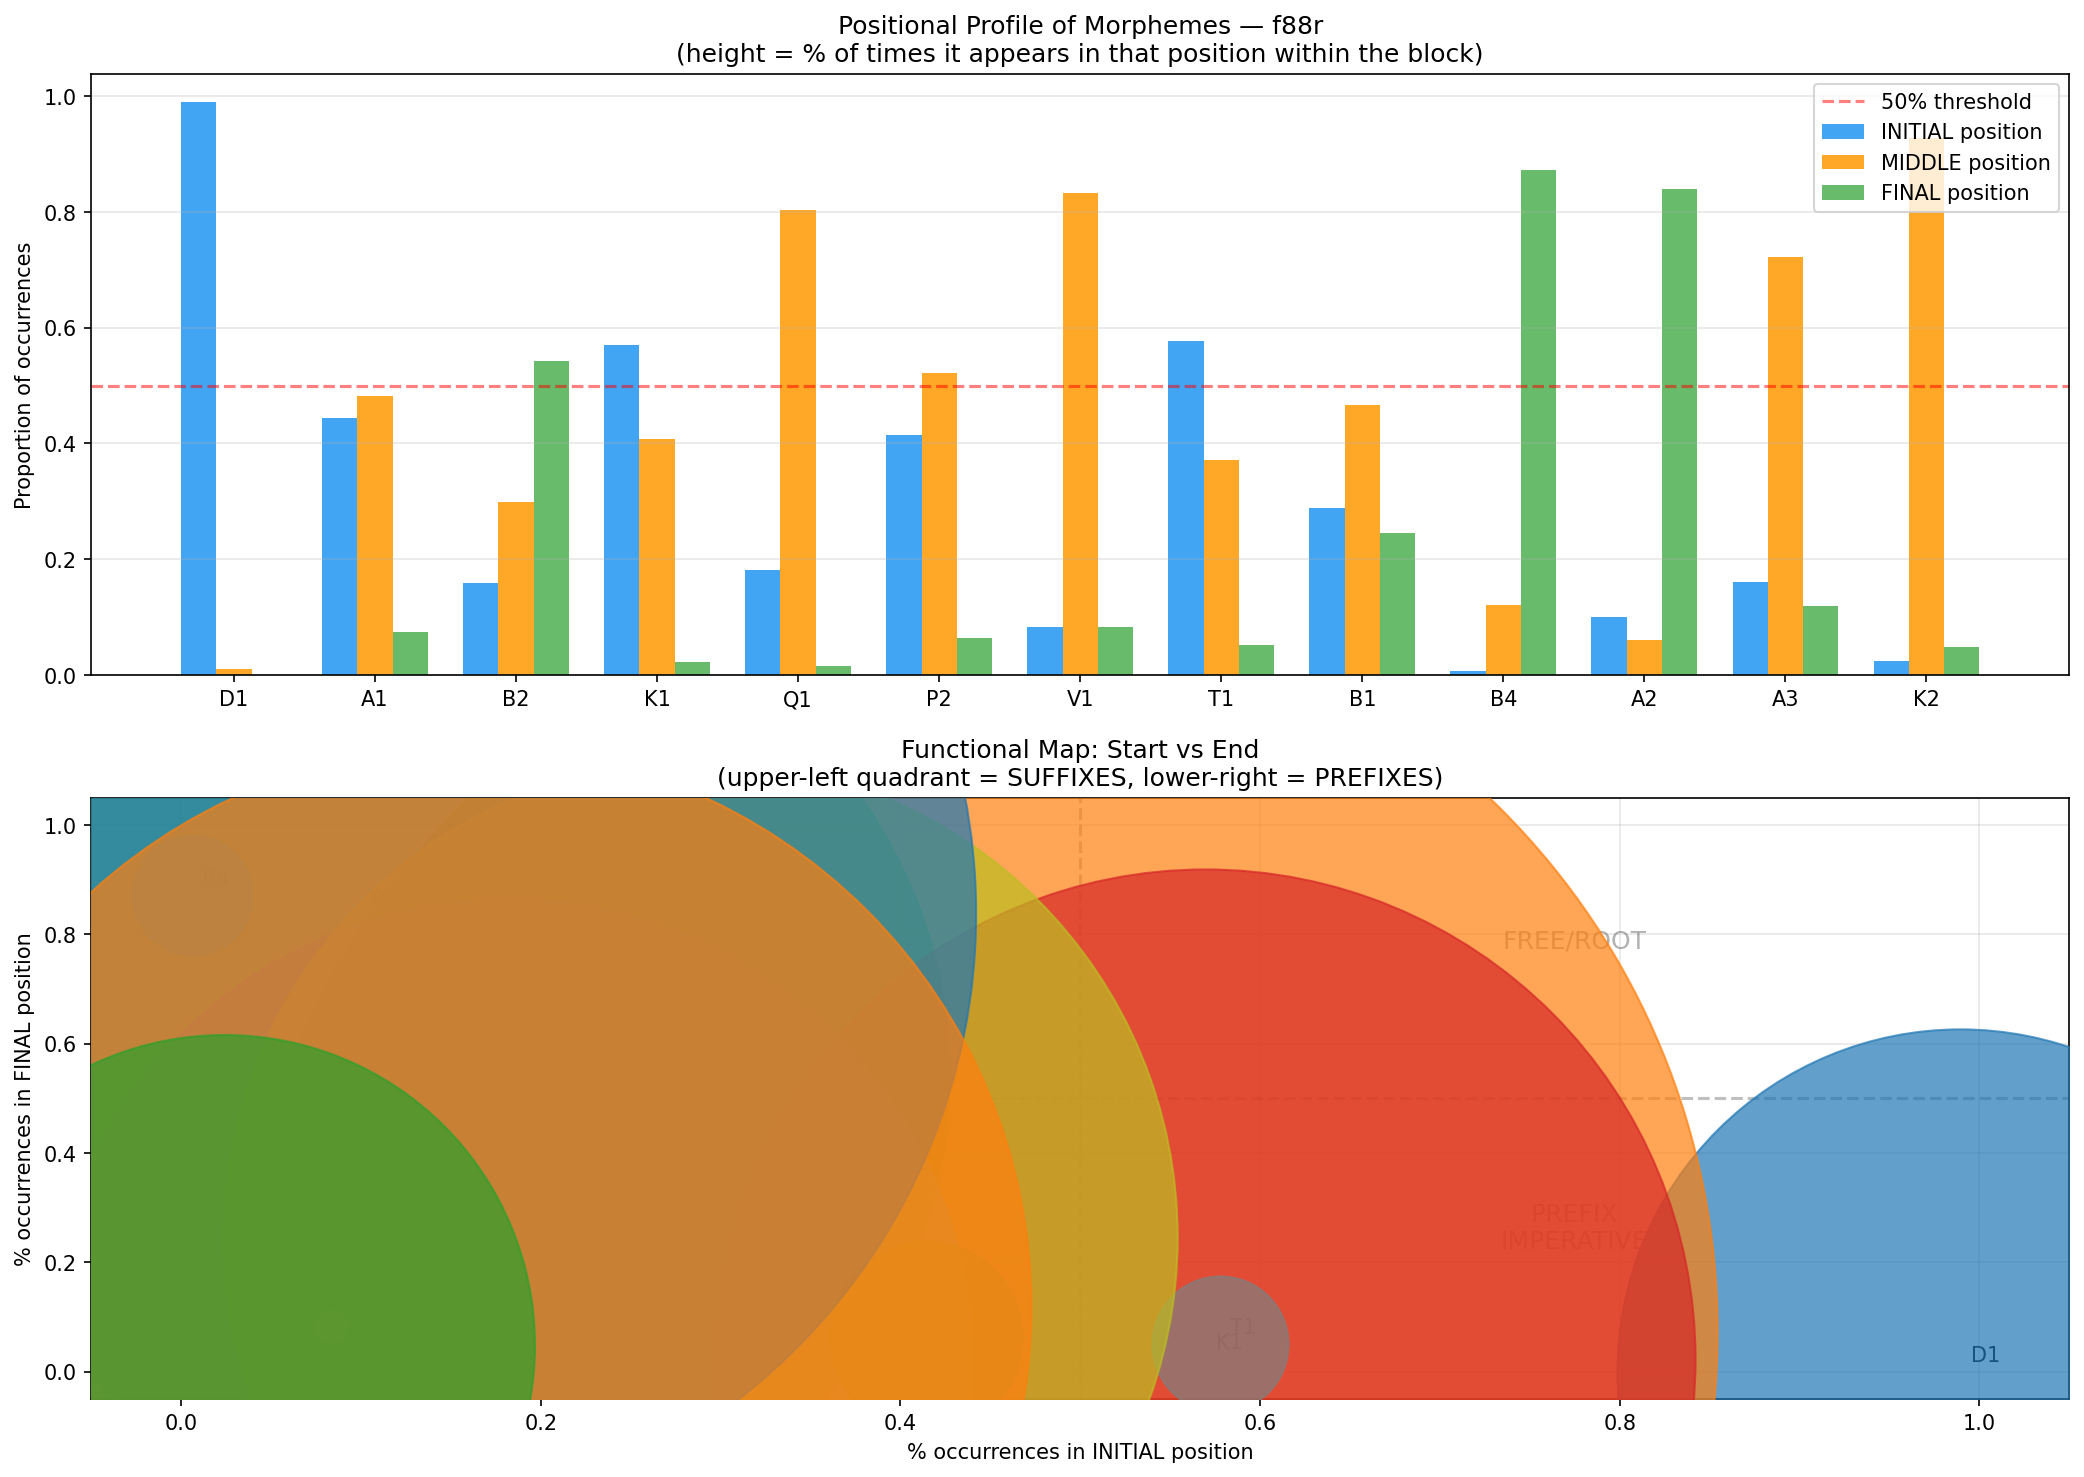 Positional Profile of Morphemes — f88r
(height = % of times it appears in that position within the block)
Proportion of occurrences
1.0
0.8
0.6
0.4
0.2
0.0
50% threshold
INITIAL position
MIDDLE position
FINAL position
D1 A1 B2 K1 Q1 P2 V1 T1 B1 B4 A2 A3 K2
Functional Map: Start vs End
(upper-left quadrant = SUFFIXES, lower-right = PREFIXES)
% occurrences in FINAL position
1.0
0.8
0.6
0.4
0.2
0.0
FREE/ROOT
PREFIX
IMPERATIVE
T1
K1
D1
0.0 0.2 0.4 0.6 0.8 1.0
% occurrences in INITIAL position